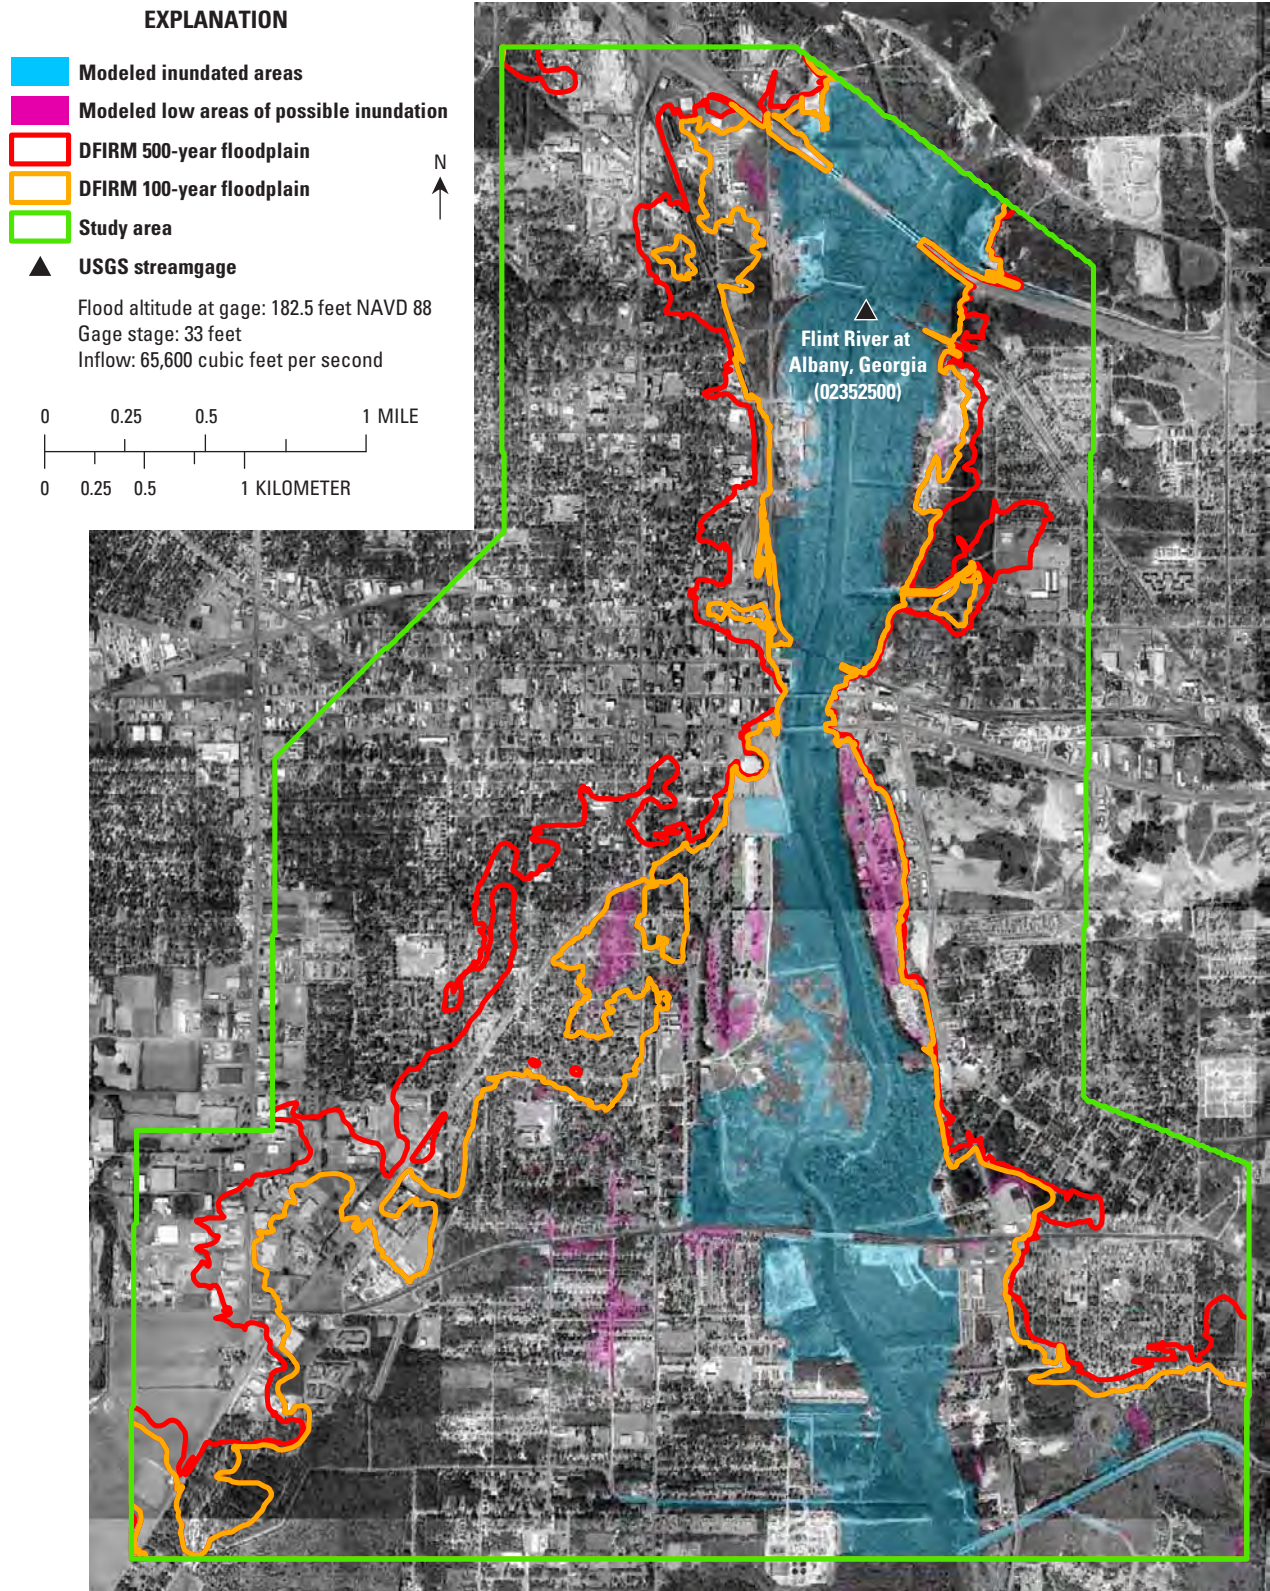 EXPLANATION
Modeled inundated areas
Modeled low areas of possible inundation
DFIRM 500-year floodplain
DFIRM 100-year floodplain
Study area
USGS streamgage
Flood altitude at gage: 182.5 feet NAVD 88
Gage stage: 33 feet
Inflow: 65,600 cubic feet per second
N
0 0.25 0.5 1 MILE
0 0.25 0.5 1 KILOMETER
Flint River at
Albany, Georgia
(02352500)